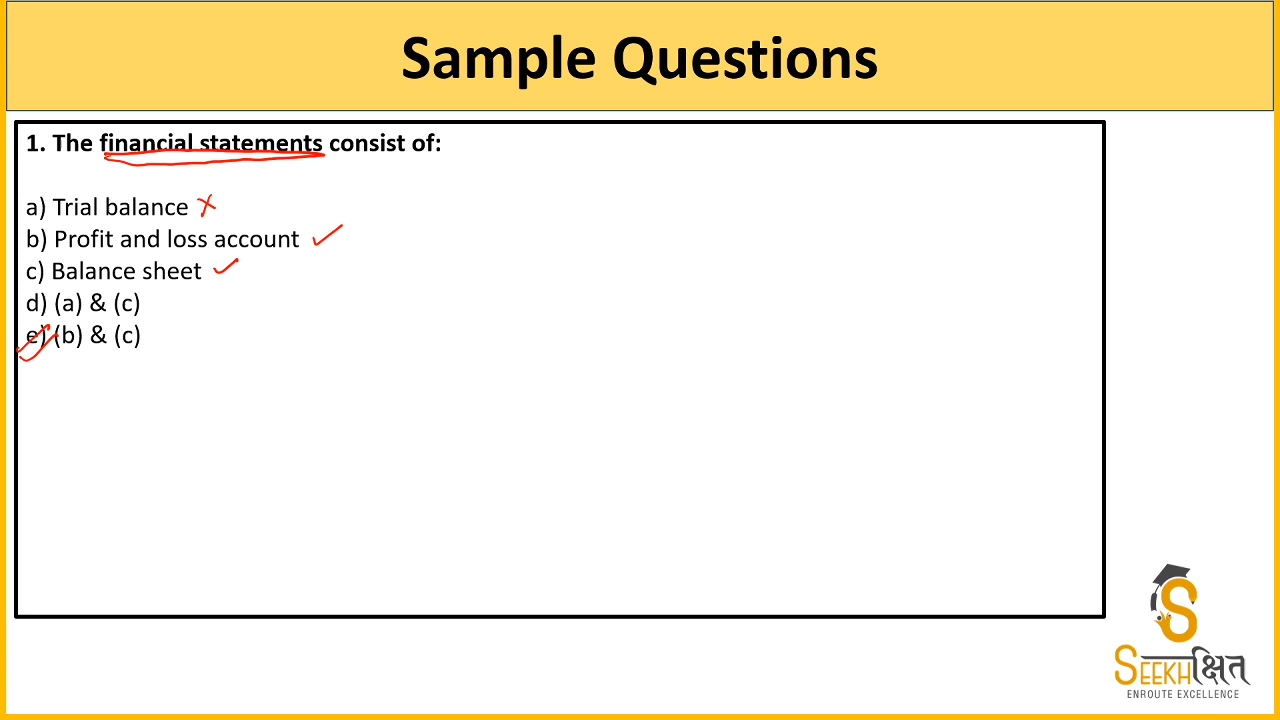 Sample Questions
1. The financial statements consist of:
a) Trial balance
b) Profit and loss account
c) Balance sheet
d) (a) & (c)
e) (b) & (c)
SEEKHक्षित
ENROUTE EXCELLENCE